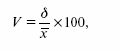 V = δ / x̅ × 100,